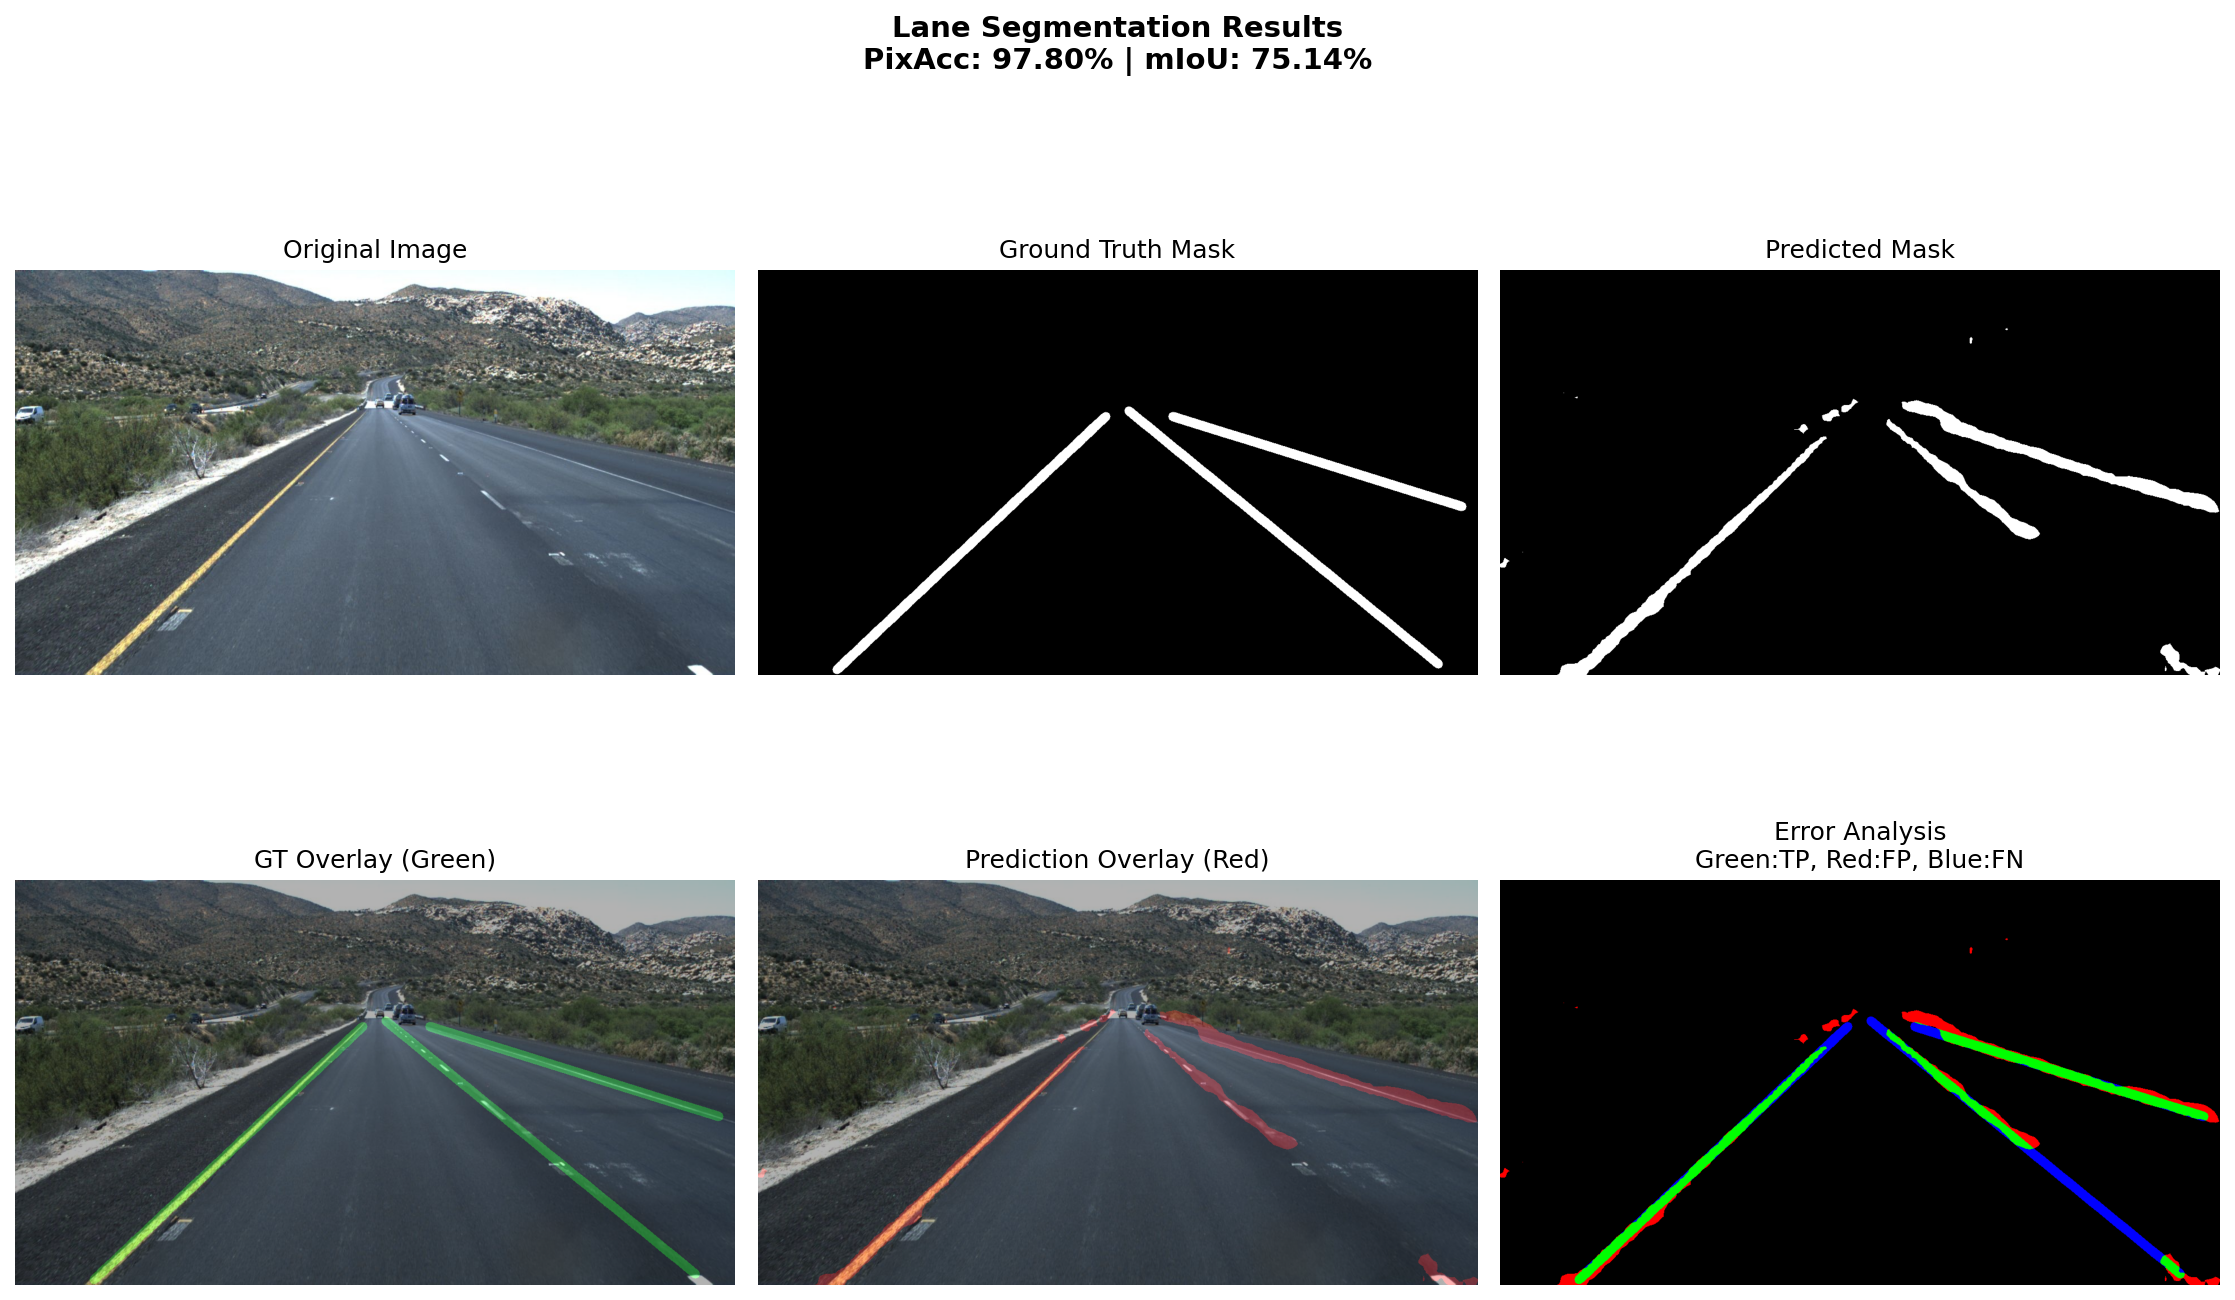 Lane Segmentation Results
PixAcc: 97.80% | mIoU: 75.14%
Original Image
Ground Truth Mask
Predicted Mask
GT Overlay (Green)
Prediction Overlay (Red)
Error Analysis
Green:TP, Red:FP, Blue:FN